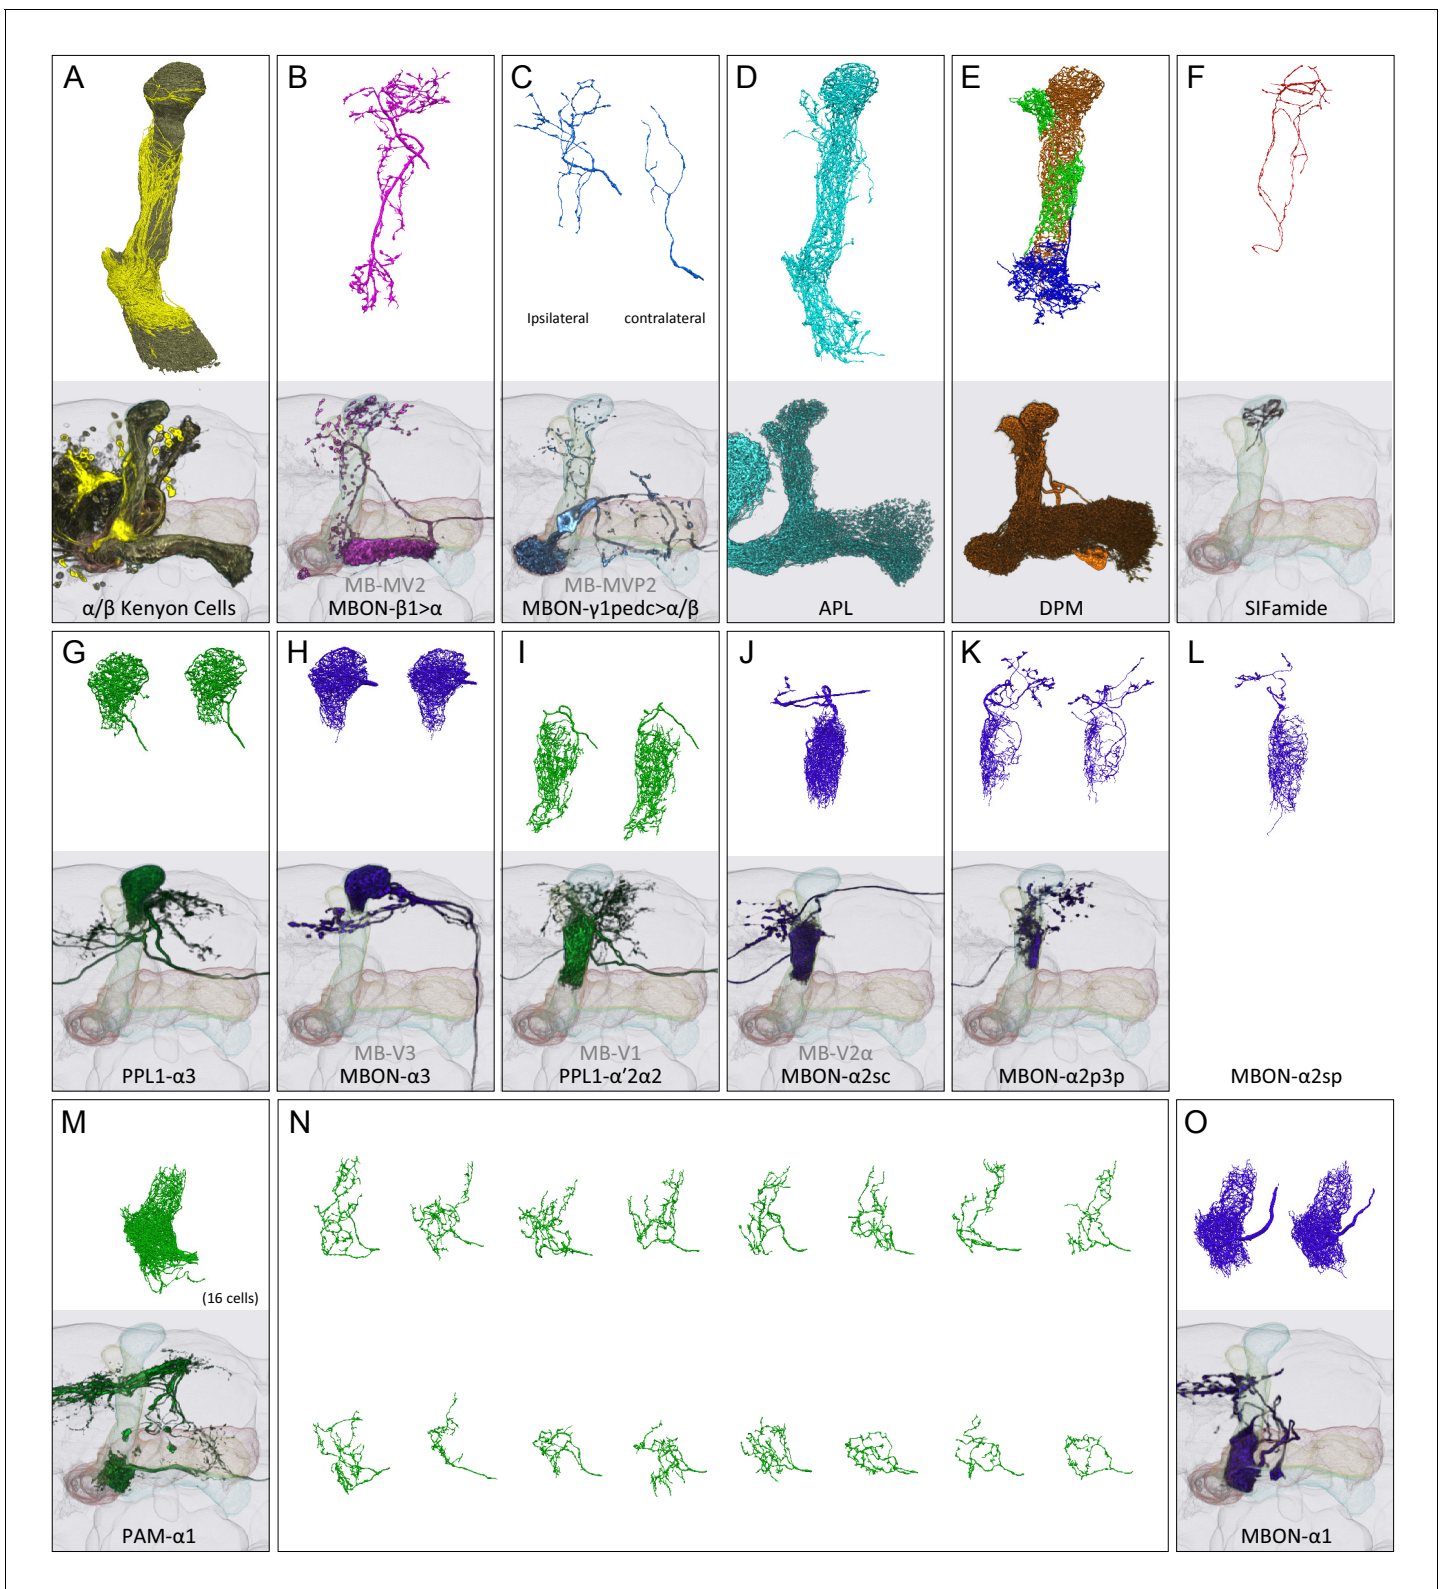 A
B
C
D
E
F
Ipsilateral
contralateral
α/β Kenyon Cells
MB-MV2
MBON-β1>α
MB-MVP2
MBON-γ1pedc>α/β
APL
DPM
SIFamide
G
H
I
J
K
L
PPL1-α3
MB-V3
MBON-α3
MB-V1
PPL1-α′2α2
MB-V2α
MBON-α2sc
MBON-α2p3p
MBON-α2sp
M
N
O
(16 cells)
PAM-α1
MBON-α1